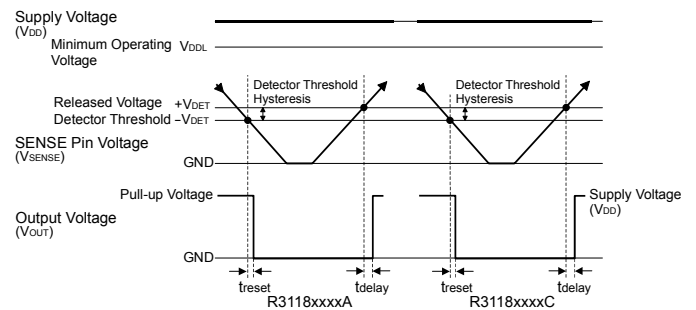 Supply Voltage
(VDD)
Minimum Operating VDDL
Voltage
Detector Threshold
Hysteresis
Detector Threshold
Hysteresis
Released Voltage +VDET
Detector Threshold -VDET
SENSE Pin Voltage
(VSENSE)
GND
Pull-up Voltage
Supply Voltage
(VDD)
Output Voltage
(VOUT)
GND
treset
tdelay
treset
tdelay
R3118xxxxA
R3118xxxxC